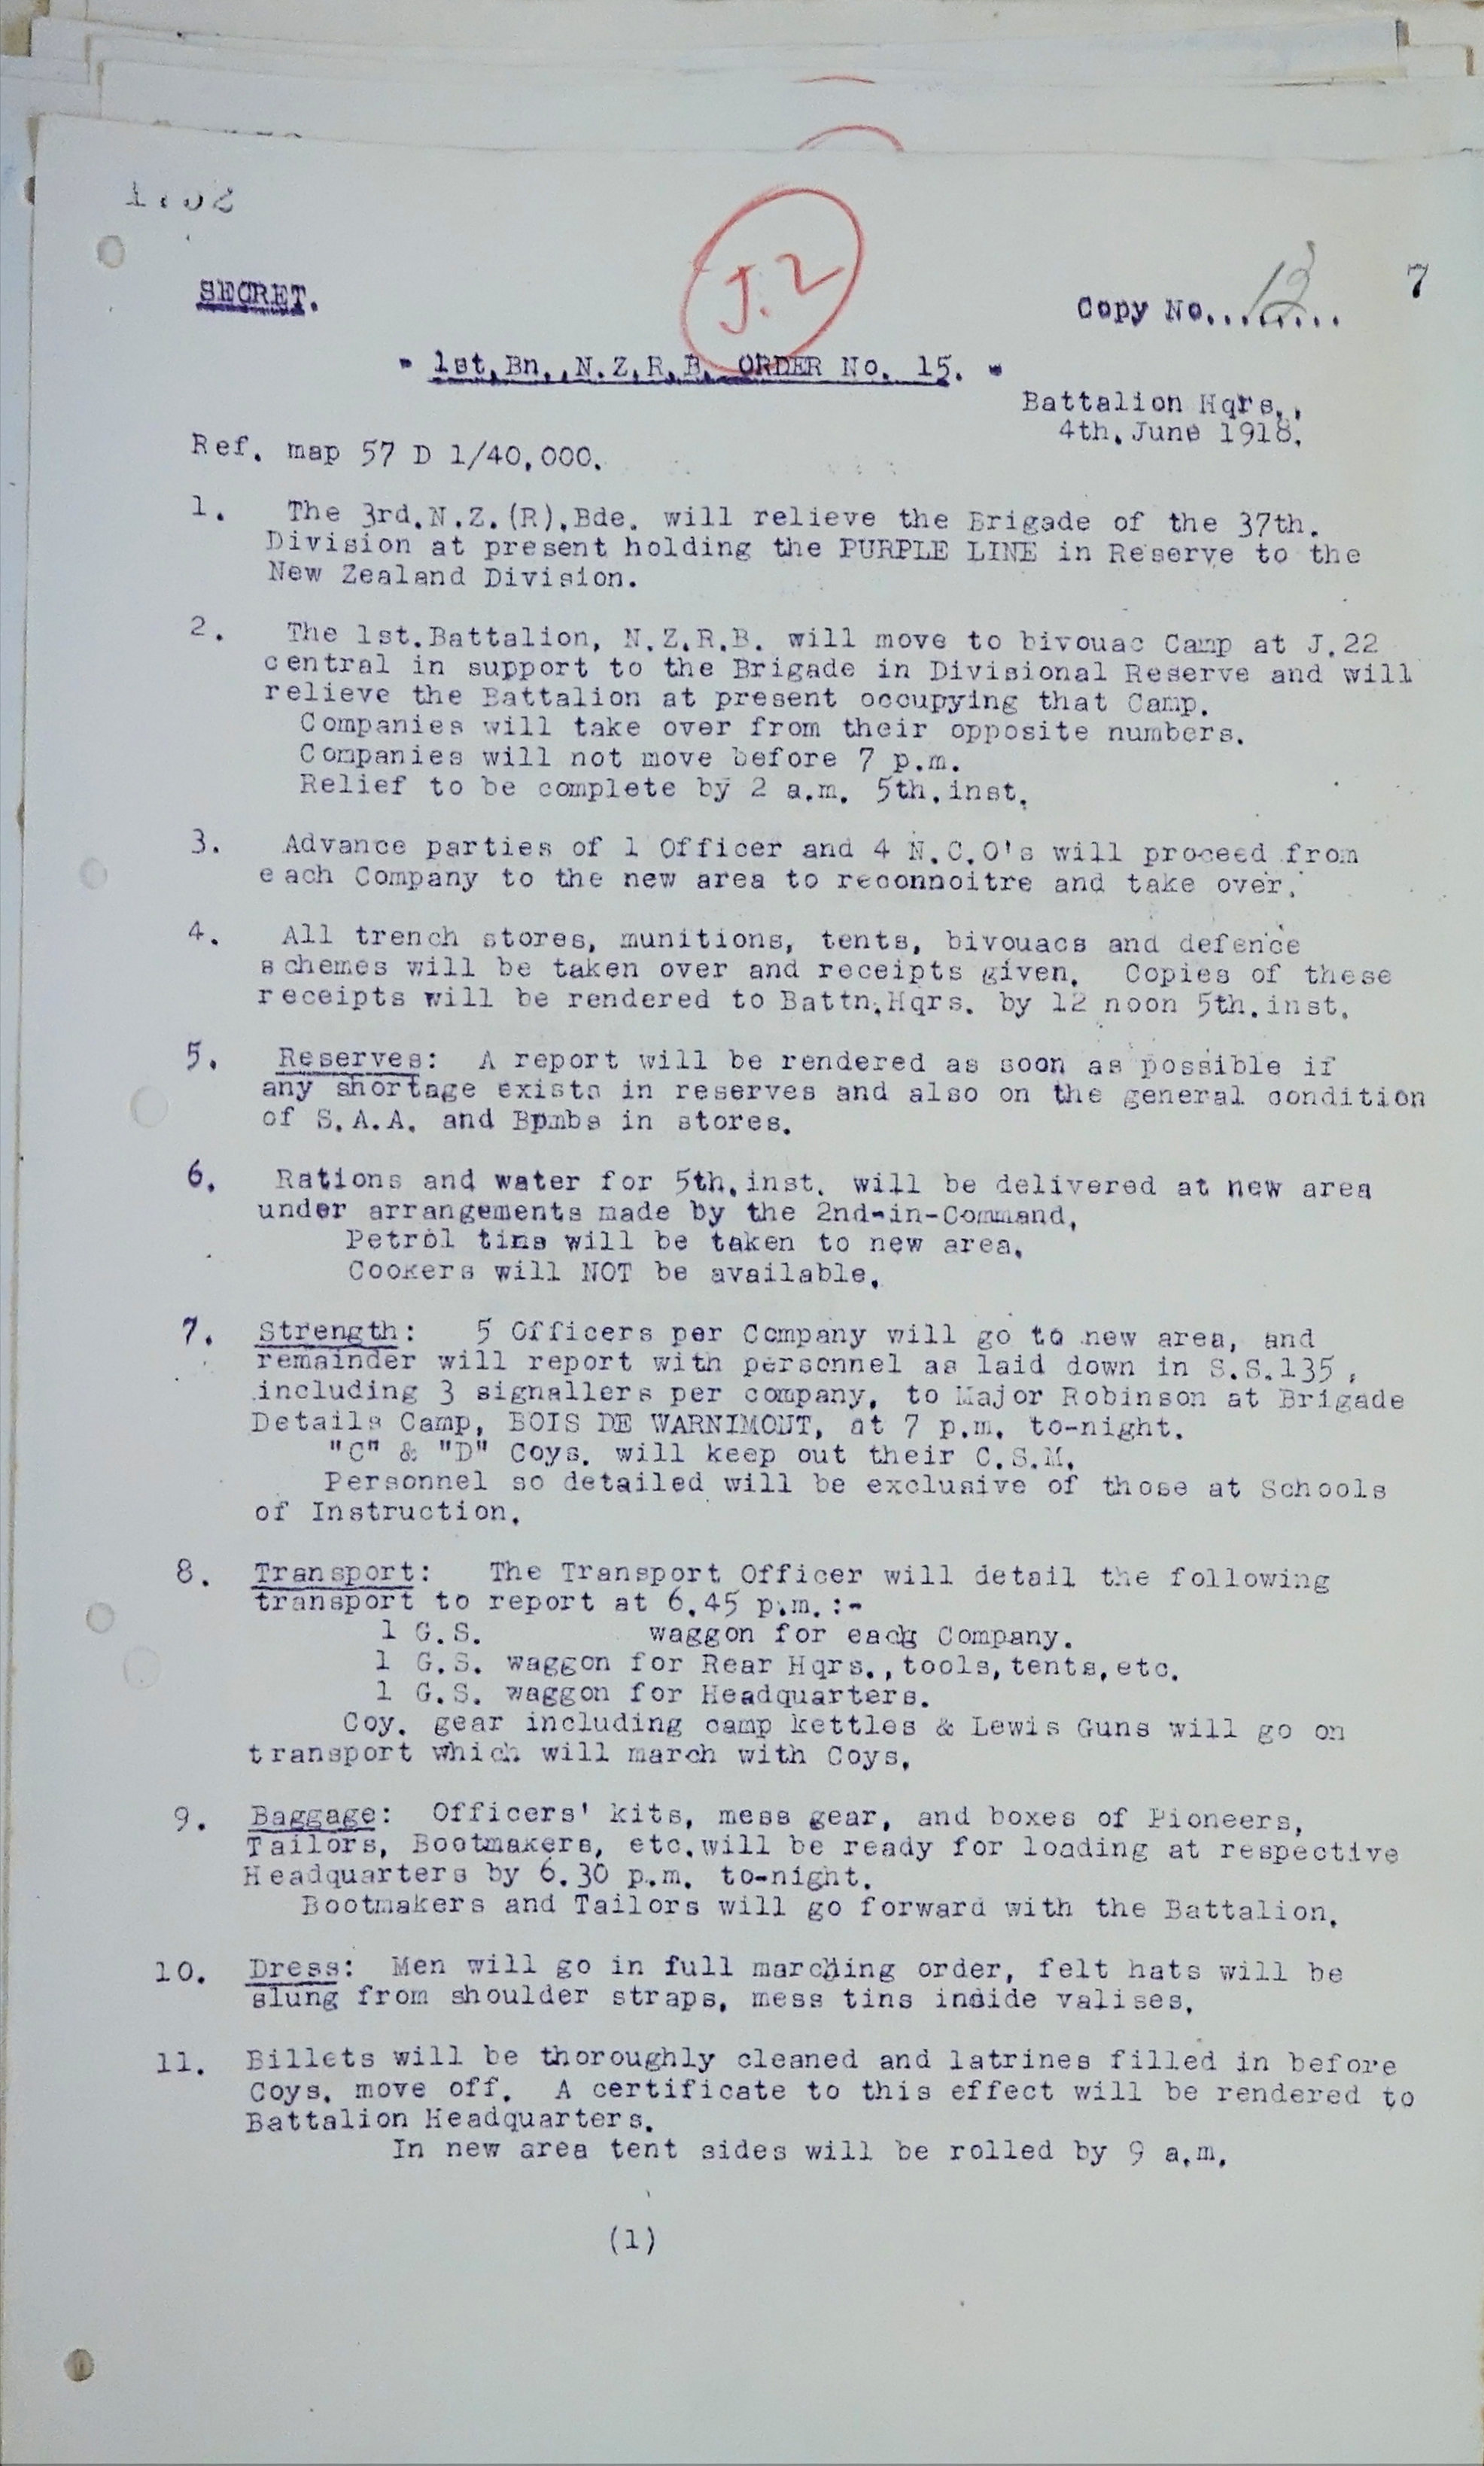 J.2
7
SECRET.
Copy No..........
- 1st.Bn.,N.Z.R.B. ORDER No. 15. -
Battalion Hqrs.,
4th.June 1918.
Ref. map 57 D 1/40,000.
1. The 3rd.N.Z.(R).Bde. will relieve the Brigade of the 37th.
Division at present holding the PURPLE LINE in Reserve to the
New Zealand Division.
2. The 1st.Battalion, N.Z.R.B. will move to bivouac Camp at J.22
central in support to the Brigade in Divisional Reserve and will
relieve the Battalion at present occupying that Camp.
Companies will take over from their opposite numbers.
Companies will not move before 7 p.m.
Relief to be complete by 2 a.m. 5th.inst.
3. Advance parties of 1 Officer and 4 N.C.O's will proceed from
each Company to the new area to reconnoitre and take over.
4. All trench stores, munitions, tents, bivouacs and defence
schemes will be taken over and receipts given. Copies of these
receipts will be rendered to Battn.Hqrs. by 12 noon 5th.inst.
5. Reserves: A report will be rendered as soon as possible if
any shortage exists in reserves and also on the general condition
of S.A.A. and Bpmbs in stores.
6. Rations and water for 5th.inst. will be delivered at new area
under arrangements made by the 2nd-in-Command.
Petrol tins will be taken to new area.
Cookers will NOT be available.
7. Strength: 5 Officers per Company will go to new area, and
remainder will report with personnel as laid down in S.S.135,
including 3 signallers per company, to Major Robinson at Brigade
Details Camp, BOIS DE WARNIMONT, at 7 p.m. to-night.
"C" & "D" Coys. will keep out their C.S.M.
Personnel so detailed will be exclusive of those at Schools
of Instruction.
8. Transport: The Transport Officer will detail the following
transport to report at 6.45 p.m.:-
1 G.S. waggon for each Company.
1 G.S. waggon for Rear Hqrs.,tools,tents,etc.
1 G.S. waggon for Headquarters.
Coy. gear including camp kettles & Lewis Guns will go on
transport which will march with Coys.
9. Baggage: Officers' kits, mess gear, and boxes of Pioneers,
Tailors, Bootmakers, etc.will be ready for loading at respective
Headquarters by 6.30 p.m. to-night.
Bootmakers and Tailors will go forward with the Battalion.
10. Dress: Men will go in full marching order, felt hats will be
slung from shoulder straps, mess tins inside valises.
11. Billets will be thoroughly cleaned and latrines filled in before
Coys. move off. A certificate to this effect will be rendered to
Battalion Headquarters.
In new area tent sides will be rolled by 9 a.m.
(1)